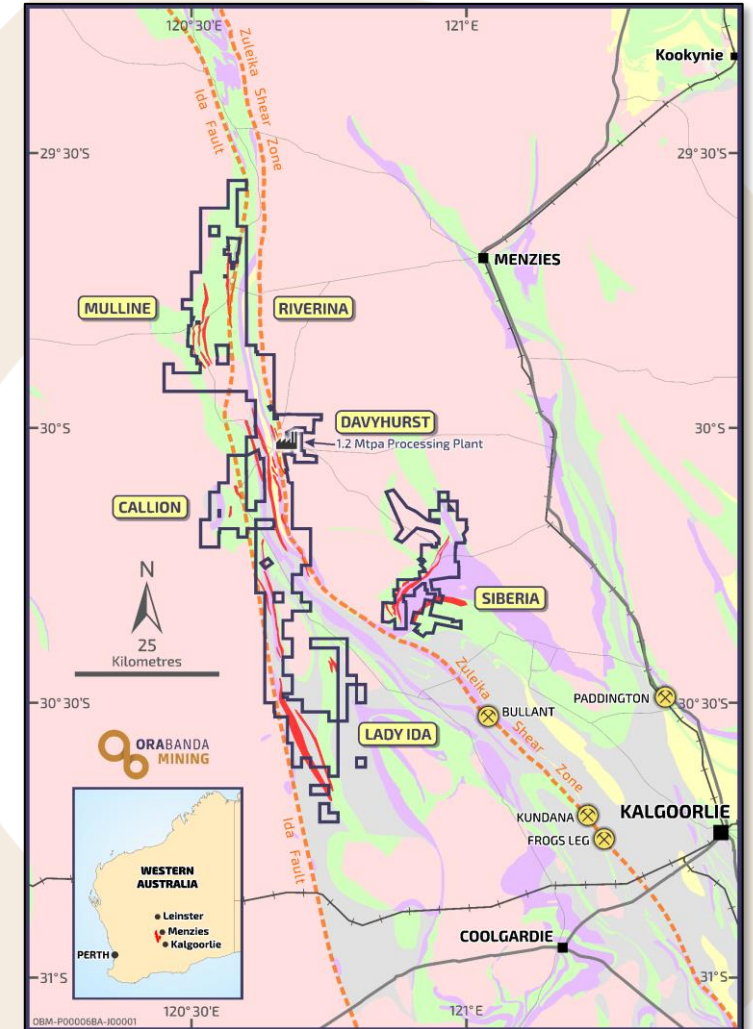 120°30'E
121°E
Kookynie
Zuleika Shear Zone
Ida Fault
29°30'S
29°30'S
MENZIES
MULLINE
RIVERINA
30°S
30°S
DAVYHURST
1.2 Mtpa Processing Plant
CALLION
N
25
Kilometres
SIBERIA
Zuleika Shear Zone
PADDINGTON
30°30'S
30°30'S
BULLANT
LADY IDA
ORABANDA
MINING
KUNDANA
KALGOORLIE
FROGS LEG
Ida Fault
WESTERN
AUSTRALIA
Leinster
Menzies
Kalgoorlie
PERTH
COOLGARDIE
31°S
31°S
OBM-P00006BA-J00001
120°30'E
121°E